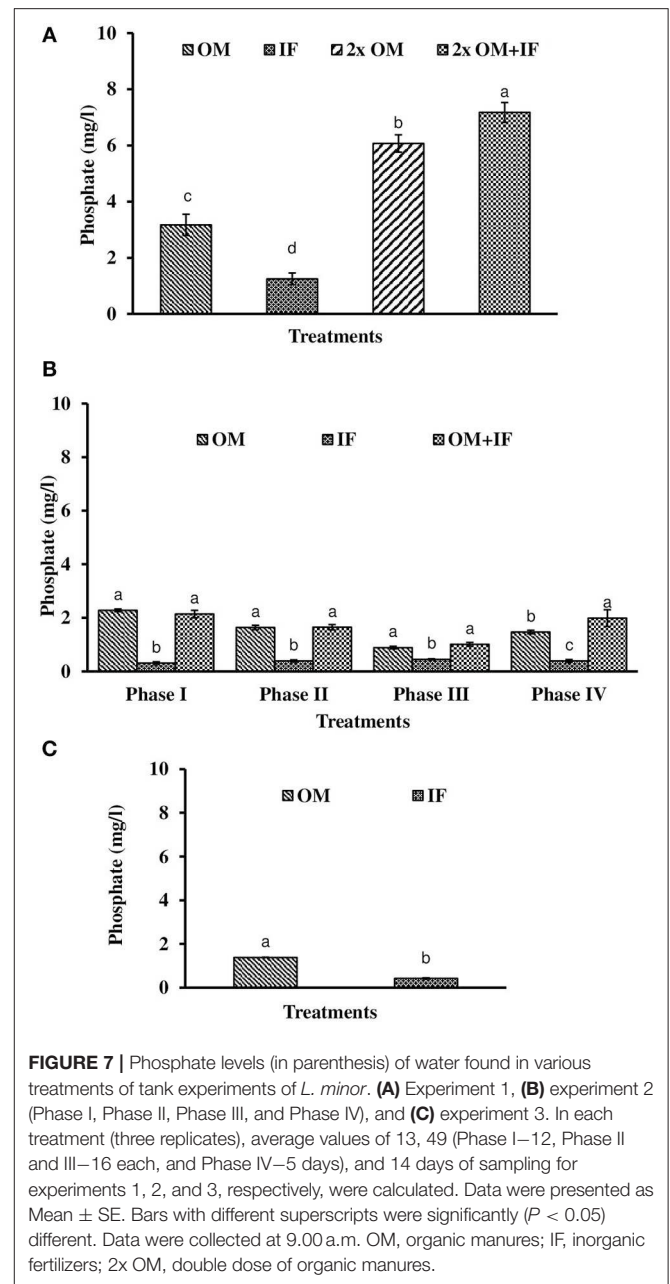 A
OM IF 2x OM 2x OM+IF
Phosphate (mg/l)
10
8
6
4
2
0
c
d
b
a
Treatments
B
OM IF OM+IF
Phosphate (mg/l)
10
8
6
4
2
0
a b a a b a a b a b c a
Phase I Phase II Phase III Phase IV
Treatments
C
OM IF
Phosphate (mg/l)
10
8
6
4
2
0
a
b
Treatments
FIGURE 7 | Phosphate levels (in parenthesis) of water found in various
treatments of tank experiments of L. minor. (A) Experiment 1, (B) experiment 2
(Phase I, Phase II, Phase III, and Phase IV), and (C) experiment 3. In each
treatment (three replicates), average values of 13, 49 (Phase I–12, Phase II
and III–16 each, and Phase IV–5 days), and 14 days of sampling for
experiments 1, 2, and 3, respectively, were calculated. Data were presented as
Mean ± SE. Bars with different superscripts were significantly (P < 0.05)
different. Data were collected at 9.00 a.m. OM, organic manures; IF, inorganic
fertilizers; 2x OM, double dose of organic manures.